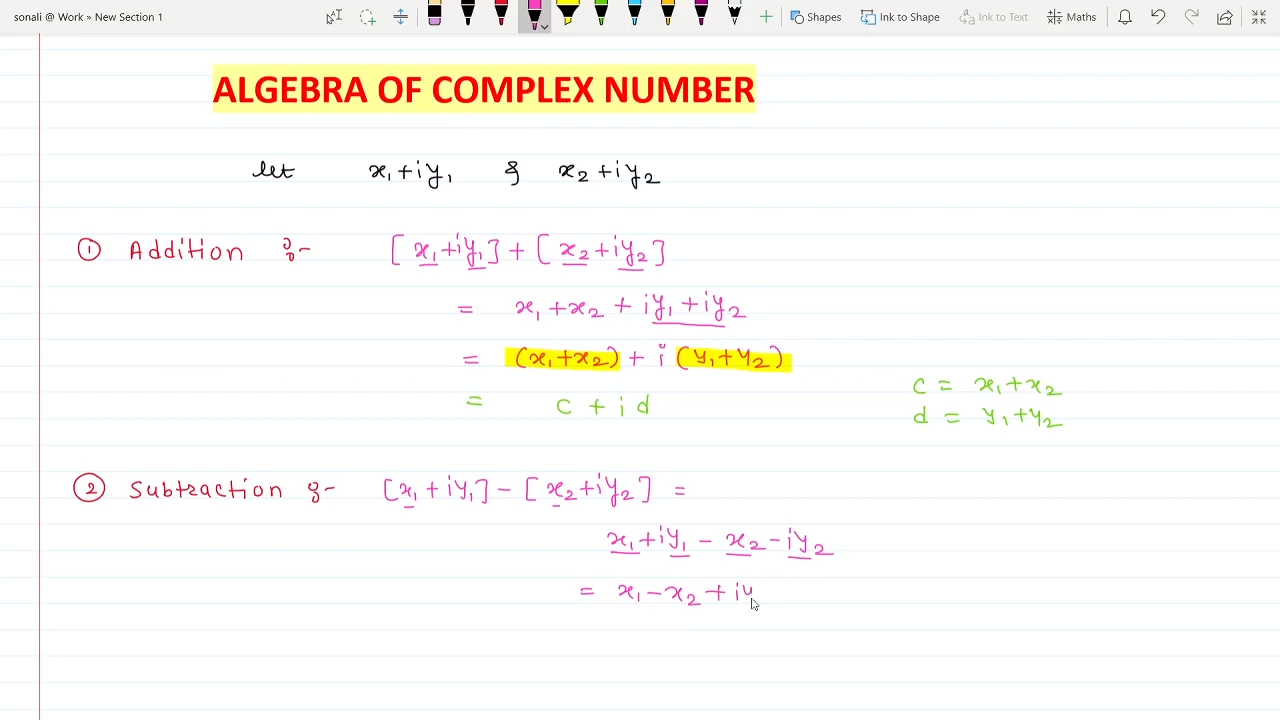 sonali @ Work » New Section 1
Shapes Ink to Shape Ink to Text Maths
ALGEBRA OF COMPLEX NUMBER
let x₁+iy₁ & x₂+iy₂
① Addition :- [x₁+iy₁]+[x₂+iy₂]
= x₁+x₂ + iy₁+iy₂
= (x₁+x₂) + i (y₁+y₂)
= c + i d
c = x₁+x₂
d = y₁+y₂
② Subtraction :- [x₁+iy₁]-[x₂+iy₂] =
x₁+iy₁ - x₂ - iy₂
= x₁-x₂+iy